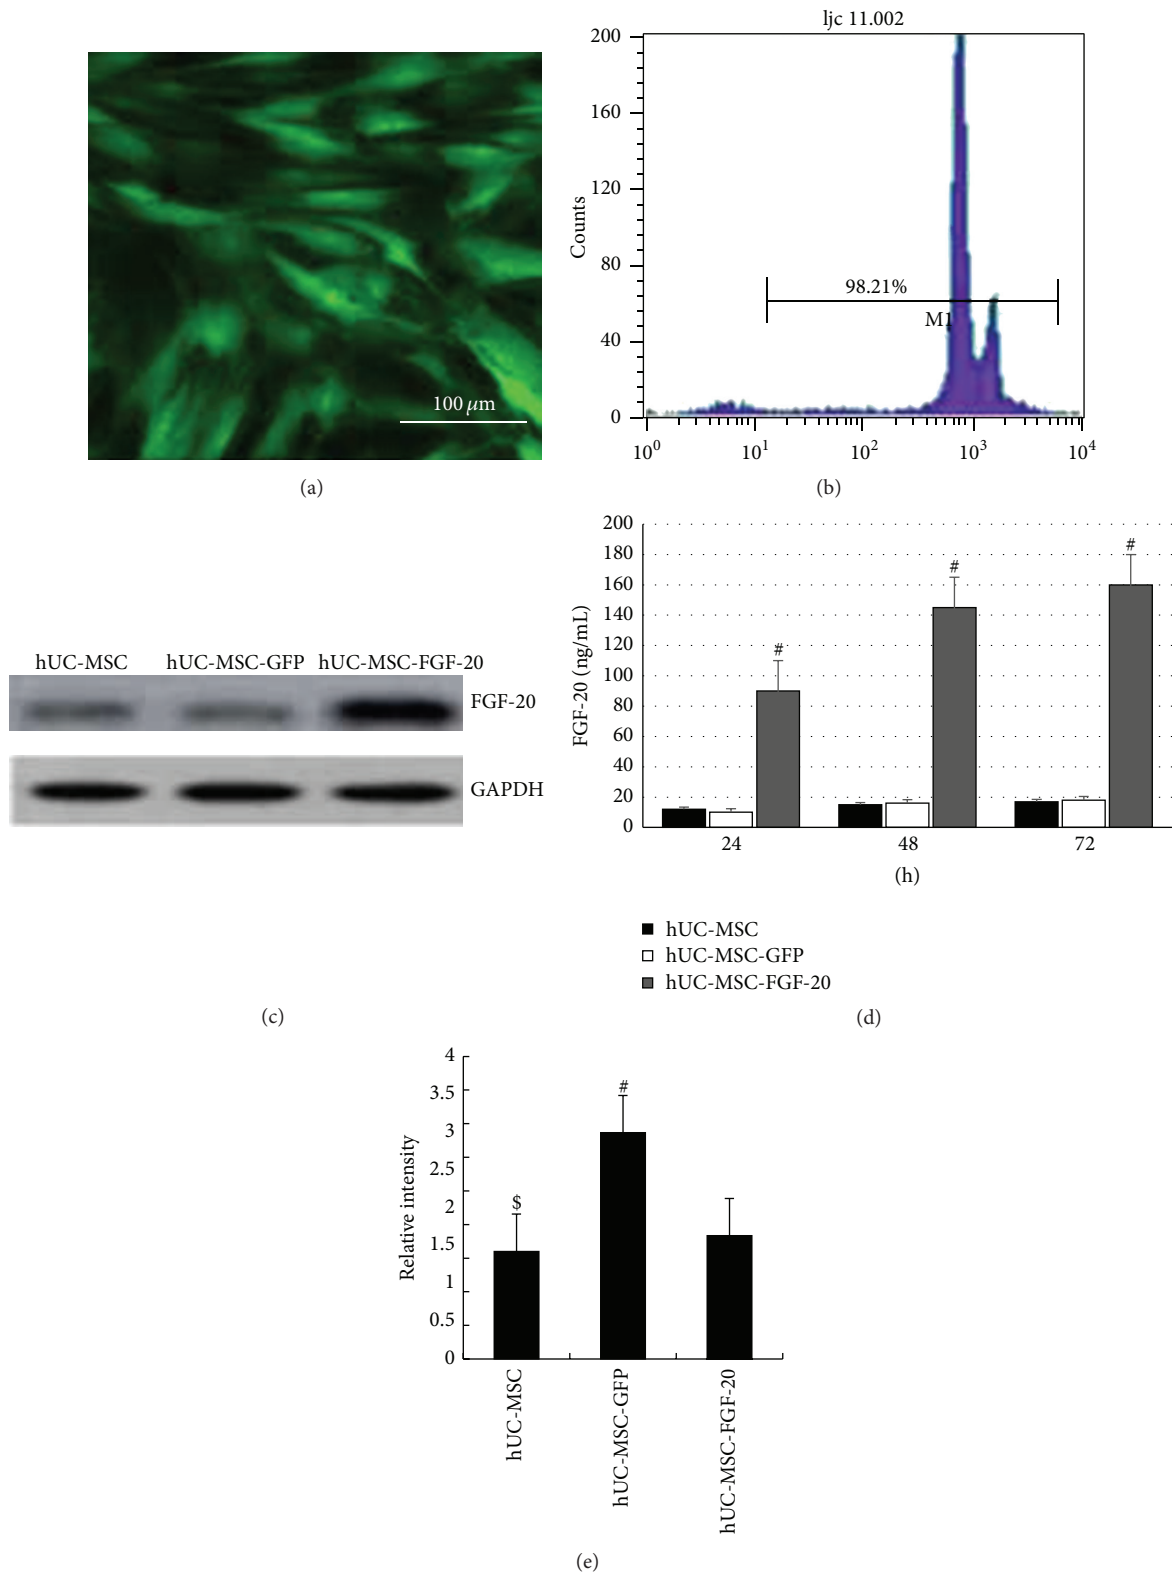 ljc 11.002
200
160
120
80
40
0
Counts
98.21%
M1
10⁰ 10¹ 10² 10³ 10⁴
100 µm
(a)
(b)
hUC-MSC hUC-MSC-GFP hUC-MSC-FGF-20
FGF-20
GAPDH
(c)
200
180
160
140
120
100
80
60
40
20
0
FGF-20 (ng/mL)
# # #
24 48 72
(h)
hUC-MSC
hUC-MSC-GFP
hUC-MSC-FGF-20
(d)
4
3.5
3
2.5
2
1.5
1
0.5
0
Relative intensity
$ #
hUC-MSC
hUC-MSC-GFP
hUC-MSC-FGF-20
(e)